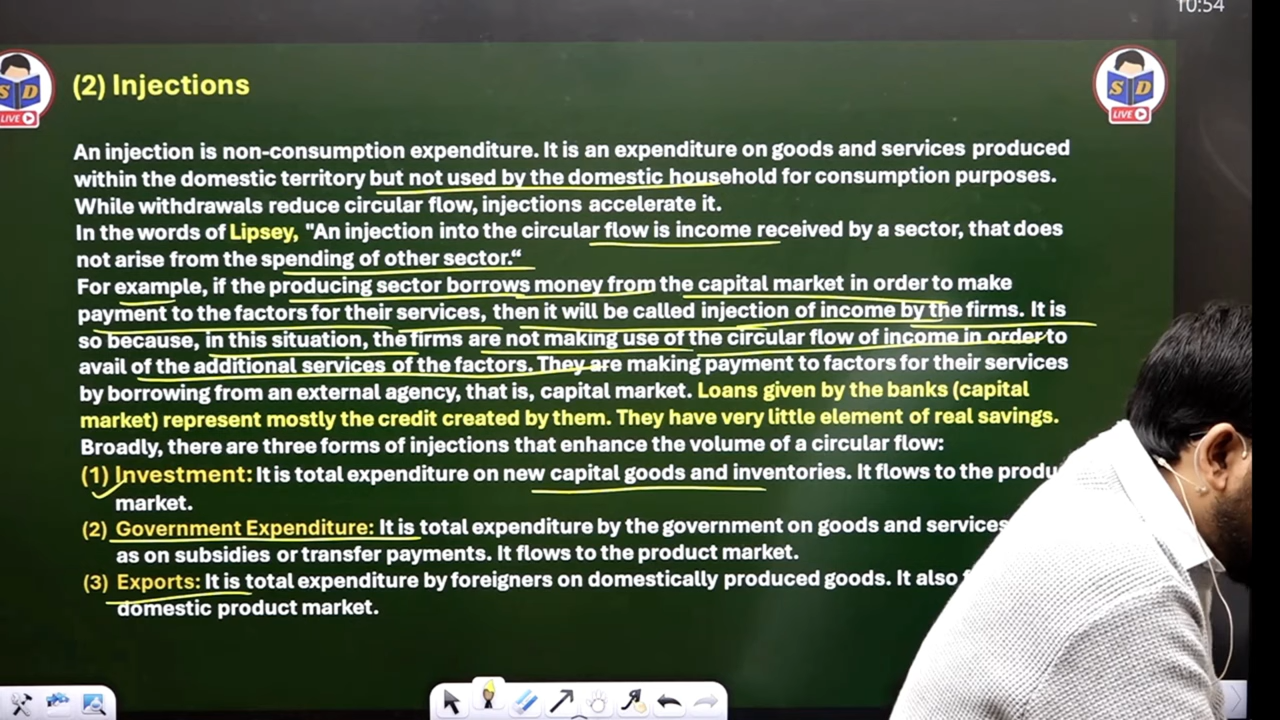 10:54
(2) Injections
S D
LIVE
S D
LIVE
An injection is non-consumption expenditure. It is an expenditure on goods and services produced
within the domestic territory but not used by the domestic household for consumption purposes.
While withdrawals reduce circular flow, injections accelerate it.
In the words of Lipsey, "An injection into the circular flow is income received by a sector, that does
not arise from the spending of other sector.“
For example, if the producing sector borrows money from the capital market in order to make
payment to the factors for their services, then it will be called injection of income by the firms. It is
so because, in this situation, the firms are not making use of the circular flow of income in order to
avail of the additional services of the factors. They are making payment to factors for their services
by borrowing from an external agency, that is, capital market. Loans given by the banks (capital
market) represent mostly the credit created by them. They have very little element of real savings.
Broadly, there are three forms of injections that enhance the volume of a circular flow:
(1) Investment: It is total expenditure on new capital goods and inventories. It flows to the produ
market.
(2) Government Expenditure: It is total expenditure by the government on goods and services
as on subsidies or transfer payments. It flows to the product market.
(3) Exports: It is total expenditure by foreigners on domestically produced goods. It also
domestic product market.